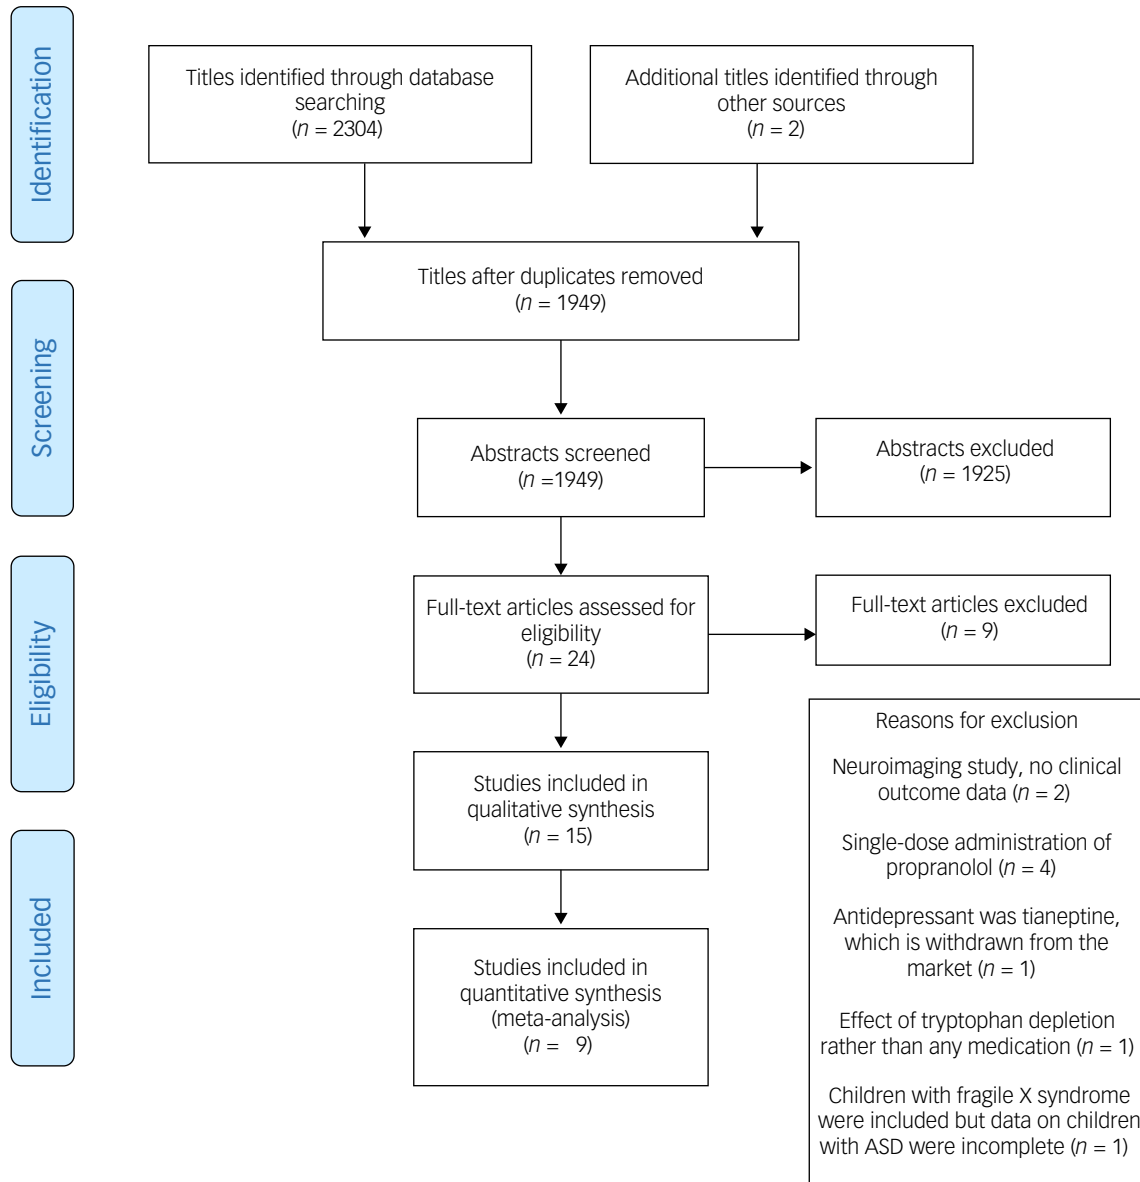 Identification
Titles identified through database
searching
(n = 2304)
Additional titles identified through
other sources
(n = 2)
Titles after duplicates removed
(n = 1949)
Screening
Abstracts screened
(n =1949)
Abstracts excluded
(n = 1925)
Eligibility
Full-text articles assessed for
eligibility
(n = 24)
Full-text articles excluded
(n = 9)
Reasons for exclusion
Neuroimaging study, no clinical
outcome data (n = 2)
Single-dose administration of
propranolol (n = 4)
Antidepressant was tianeptine,
which is withdrawn from the
market (n = 1)
Effect of tryptophan depletion
rather than any medication (n = 1)
Children with fragile X syndrome
were included but data on children
with ASD were incomplete (n = 1)
Studies included in
qualitative synthesis
(n = 15)
Included
Studies included in
quantitative synthesis
(meta-analysis)
(n = 9)